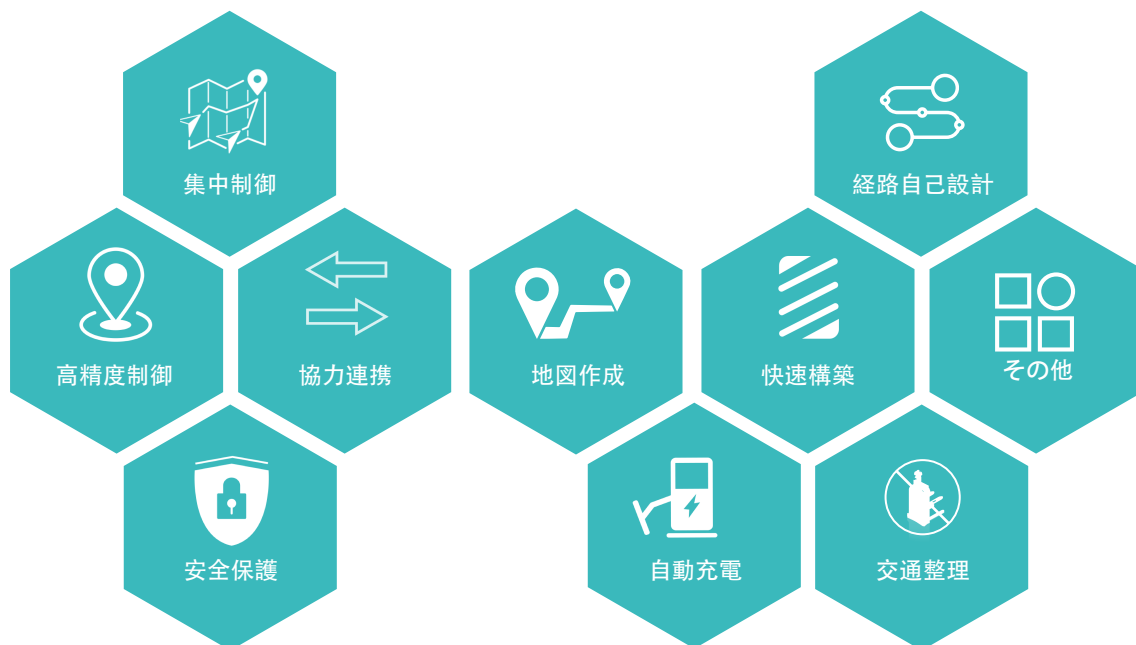 集中制御
経路自己設計
高精度制御
協力連携
地図作成
快速構築
その他
安全保護
自動充電
交通整理